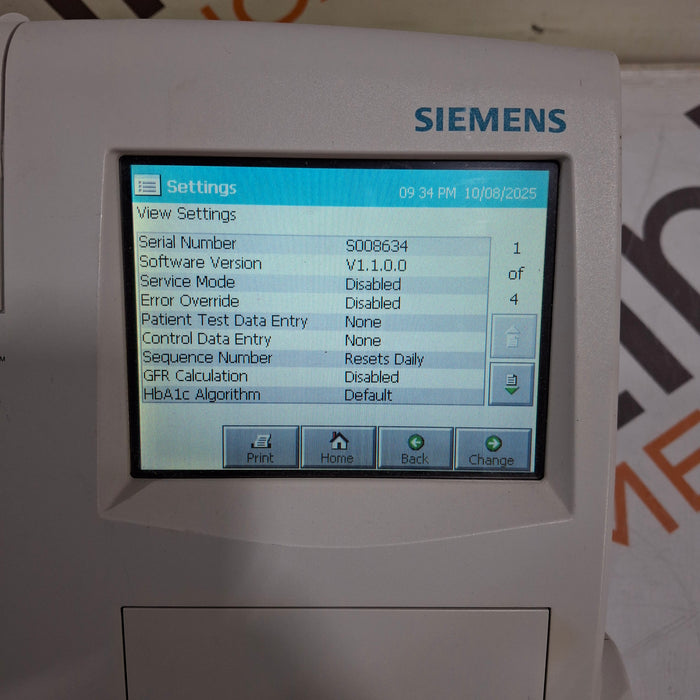 SIEMENS
Settings 09 34 PM 10/08/2025
View Settings
Serial Number S008634
Software Version V1.1.0.0
Service Mode Disabled
Error Override Disabled
Patient Test Data Entry None
Control Data Entry None
Sequence Number Resets Daily
GFR Calculation Disabled
HbA1c Algorithm Default
1
of
4
Print Home Back Change